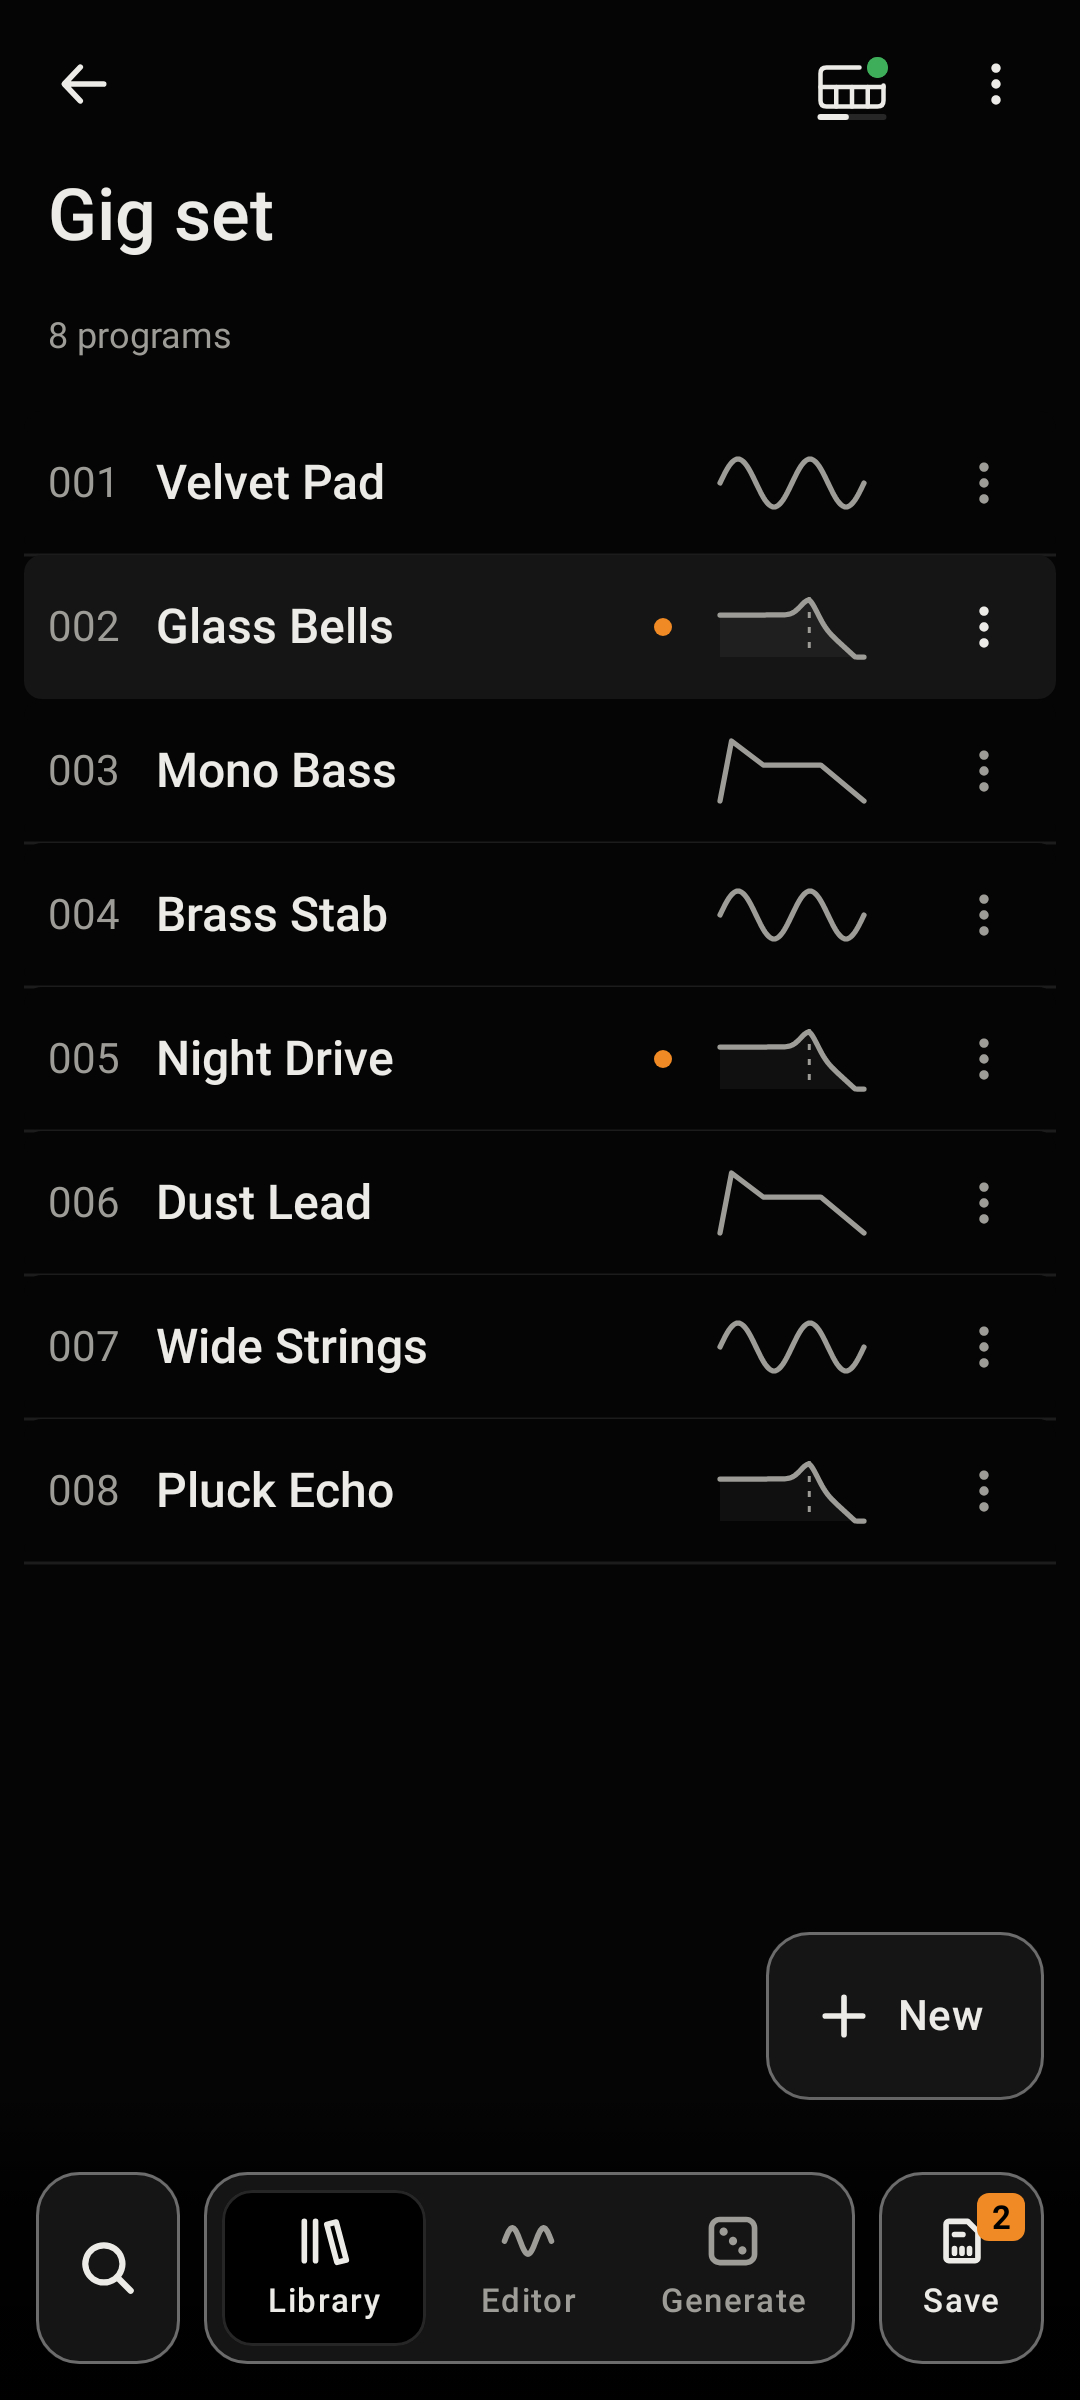 Gig set
8 programs
001 Velvet Pad
002 Glass Bells
003 Mono Bass
004 Brass Stab
005 Night Drive
006 Dust Lead
007 Wide Strings
008 Pluck Echo
New
2
Library Editor Generate Save